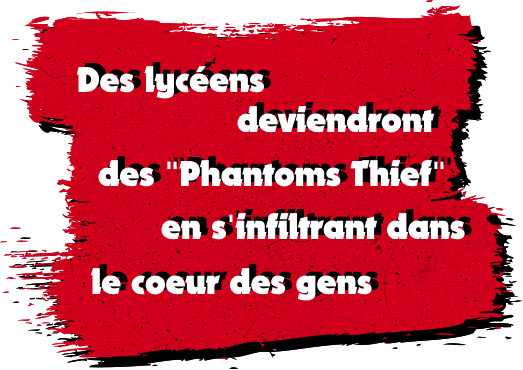 Des lycéens
deviendront
des "Phantoms Thief"
en s'infiltrant dans
le coeur des gens